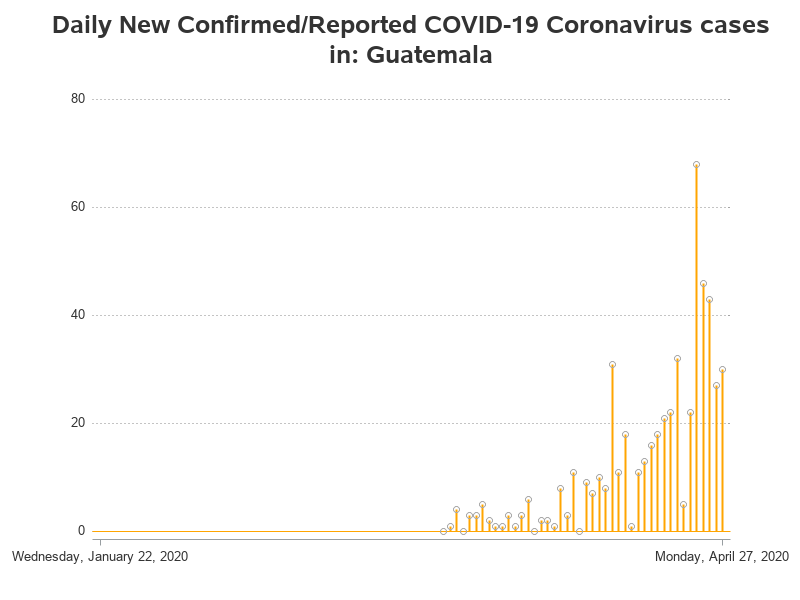 Daily New Confirmed/Reported COVID-19 Coronavirus cases
in: Guatemala
80
60
40
20
0
Wednesday, January 22, 2020
Monday, April 27, 2020